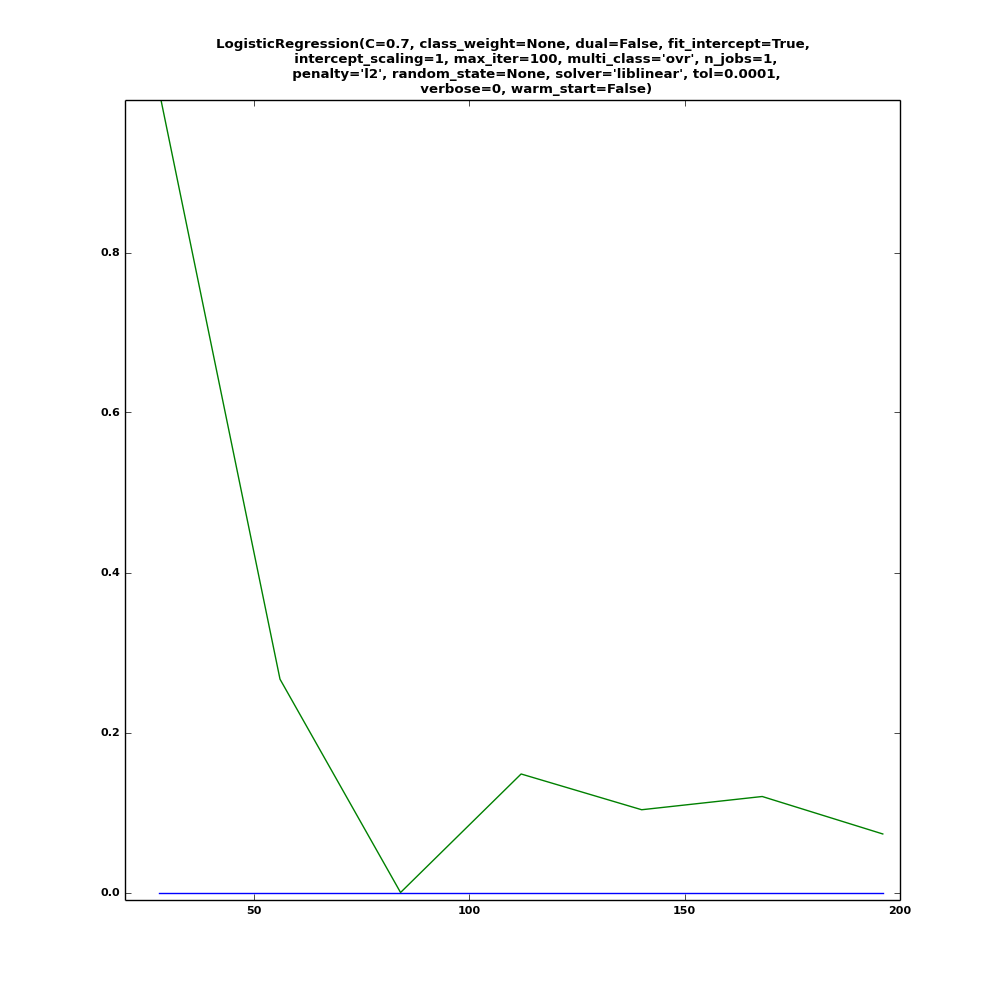 LogisticRegression(C=0.7, class_weight=None, dual=False, fit_intercept=True,
intercept_scaling=1, max_iter=100, multi_class='ovr', n_jobs=1,
penalty='l2', random_state=None, solver='liblinear', tol=0.0001,
verbose=0, warm_start=False)
0.8
0.6
0.4
0.2
0.0
50
100
150
200